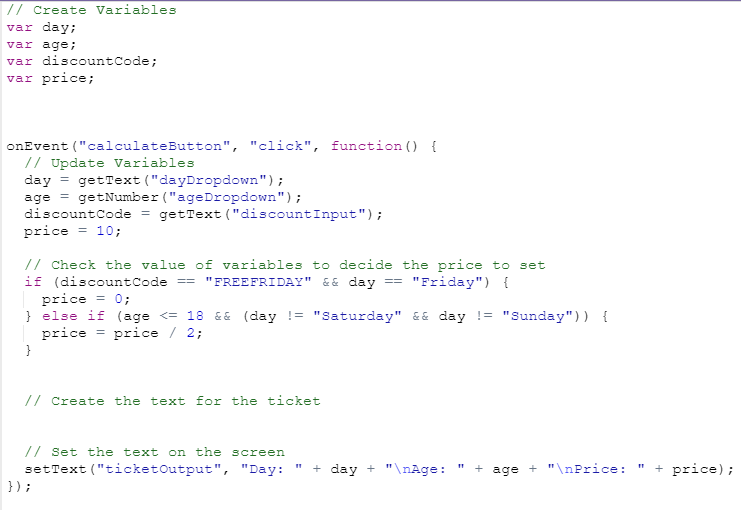 // Create Variables
var day;
var age;
var discountCode;
var price;
onEvent("calculateButton", "click", function() {
  // Update Variables
  day = getText("dayDropdown");
  age = getNumber("ageDropdown");
  discountCode = getText("discountInput");
  price = 10;
  // Check the value of variables to decide the price to set
  if (discountCode == "FREEFRIDAY" && day == "Friday") {
    price = 0;
  } else if (age <= 18 && (day != "Saturday" && day != "Sunday")) {
    price = price / 2;
  }
  // Create the text for the ticket
  // Set the text on the screen
  setText("ticketOutput", "Day: " + day + "\nAge: " + age + "\nPrice: " + price);
});